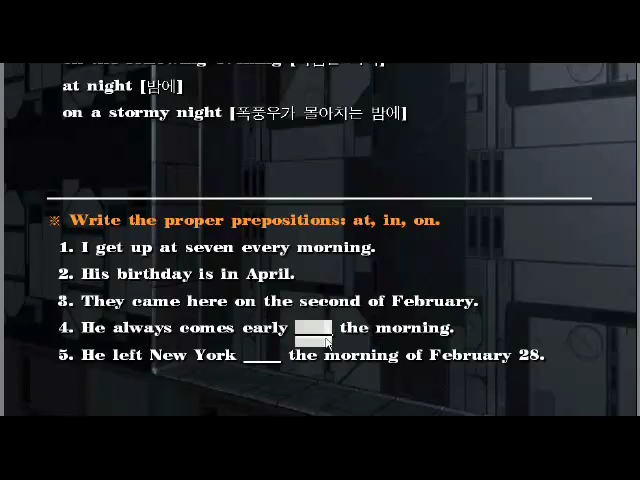 at night [밤에]
on a stormy night [폭풍우가 몰아치는 밤에]
※ Write the proper prepositions: at, in, on.
1. I get up at seven every morning.
2. His birthday is in April.
3. They came here on the second of February.
4. He always comes early ____ the morning.
5. He left New York ____ the morning of February 28.